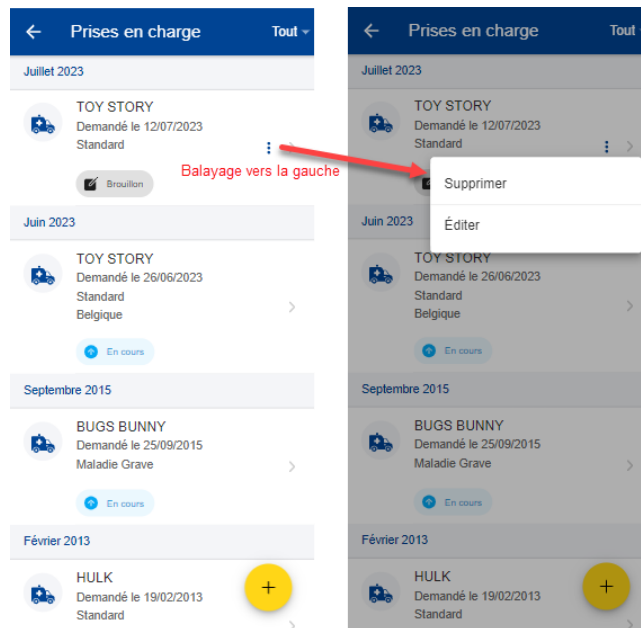 Prises en charge
Tout
Juillet 2023
TOY STORY
Demandé le 12/07/2023
Standard
Brouillon
Balayage vers la gauche
Juin 2023
TOY STORY
Demandé le 26/06/2023
Standard
Belgique
En cours
Septembre 2015
BUGS BUNNY
Demandé le 25/09/2015
Maladie Grave
En cours
Février 2013
HULK
Demandé le 19/02/2013
Standard
Prises en charge
Tout
Juillet 2023
TOY STORY
Demandé le 12/07/2023
Standard
Supprimer
Éditer
Juin 2023
TOY STORY
Demandé le 26/06/2023
Standard
Belgique
En cours
Septembre 2015
BUGS BUNNY
Demandé le 25/09/2015
Maladie Grave
En cours
Février 2013
HULK
Demandé le 19/02/2013
Standard